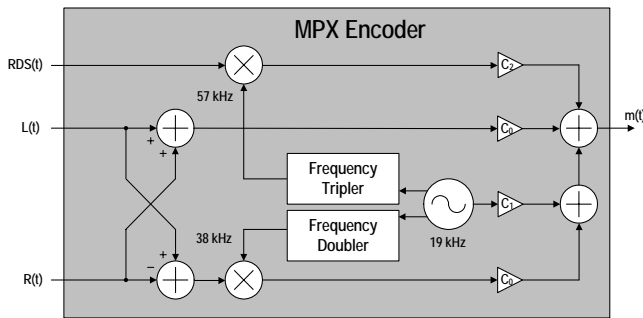 MPX Encoder
RDS(t)
C2
57 kHz
L(t)
+
+
C0
m(t)
Frequency
Tripler
Frequency
Doubler
C1
19 kHz
38 kHz
+
−
R(t)
C0